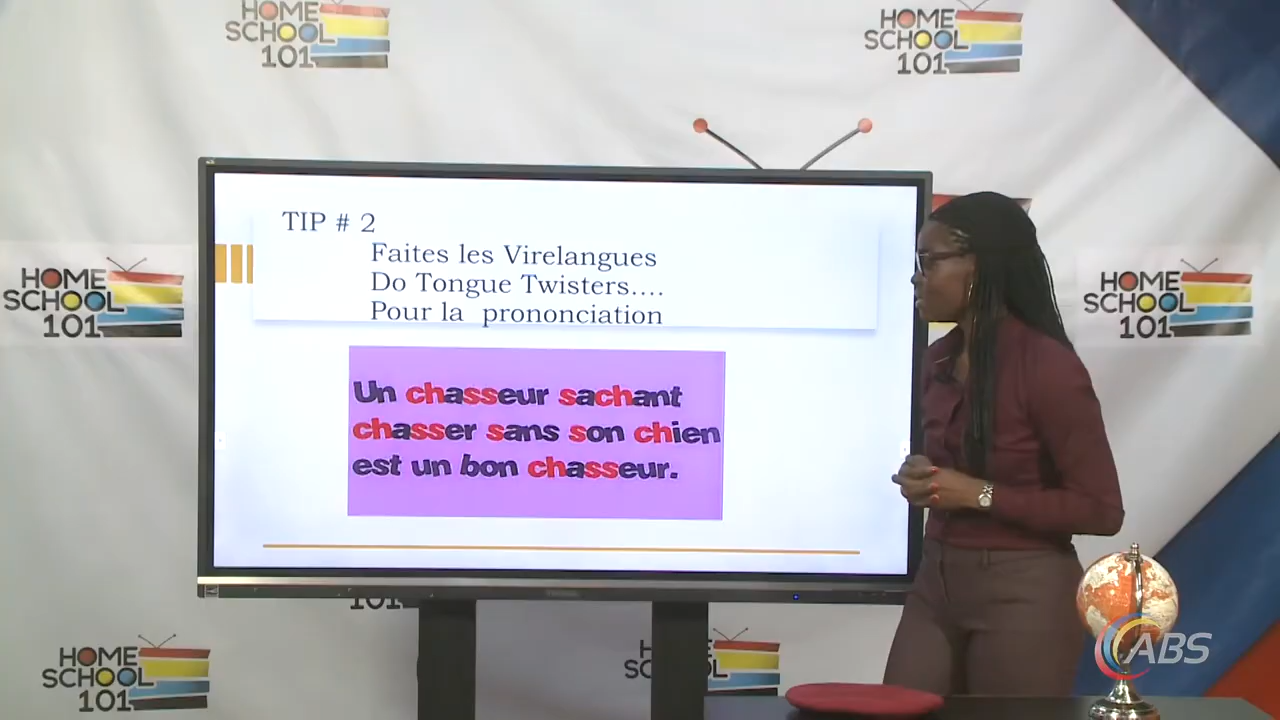 HOME
SCHOOL
101
HOME
SCHOOL
101
TIP # 2
Faites les Virelangues
Do Tongue Twisters....
Pour la prononciation
Un chasseur sachant
chasser sans son chien
est un bon chasseur.
HOME
SCHOOL
101
HOME
SCHOOL
101
101
HOME
SCHOOL
101
ABS